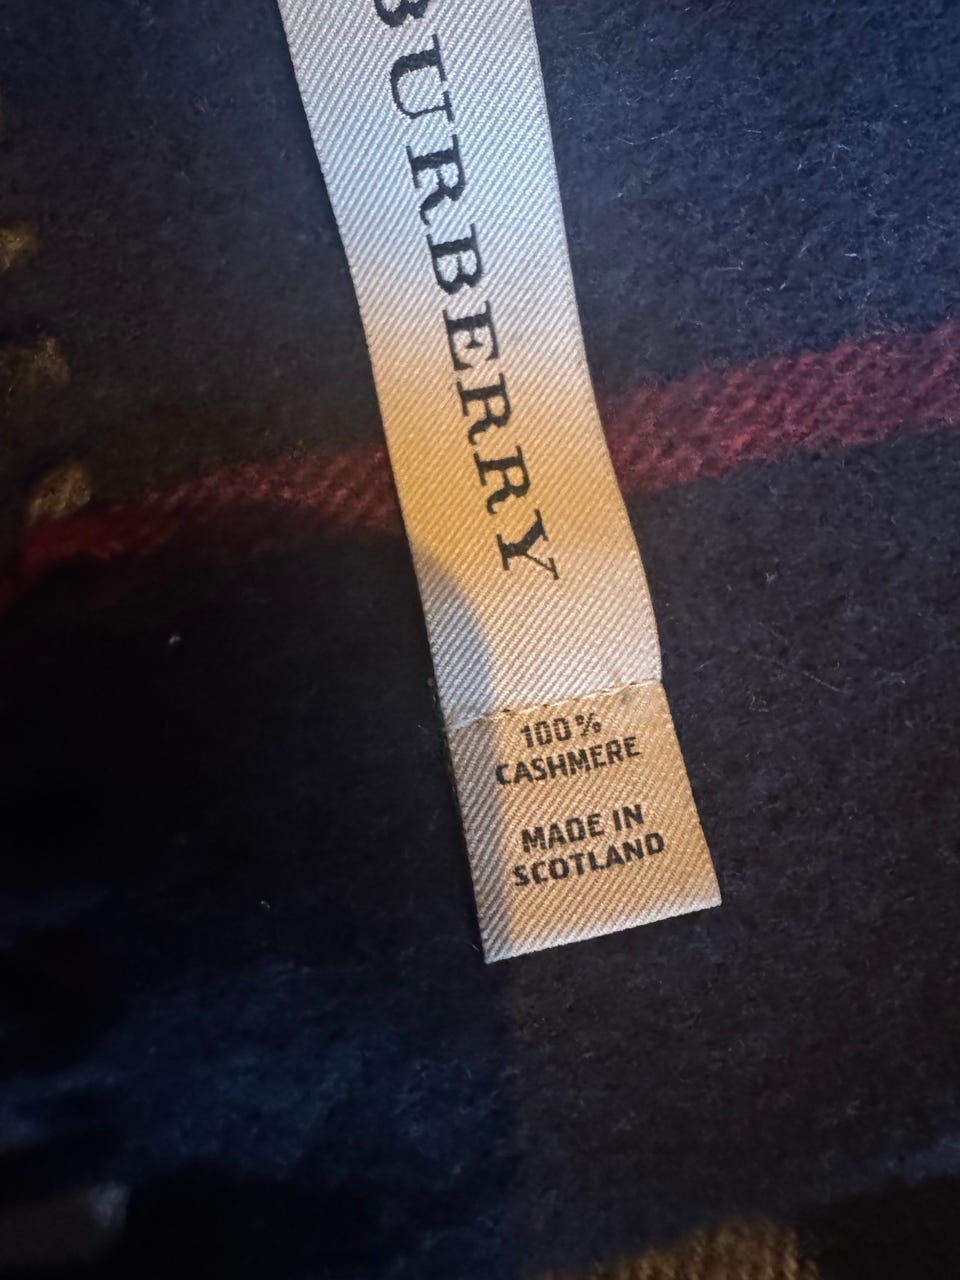 BURBERRY
100%
CASHMERE
MADE IN
SCOTLAND